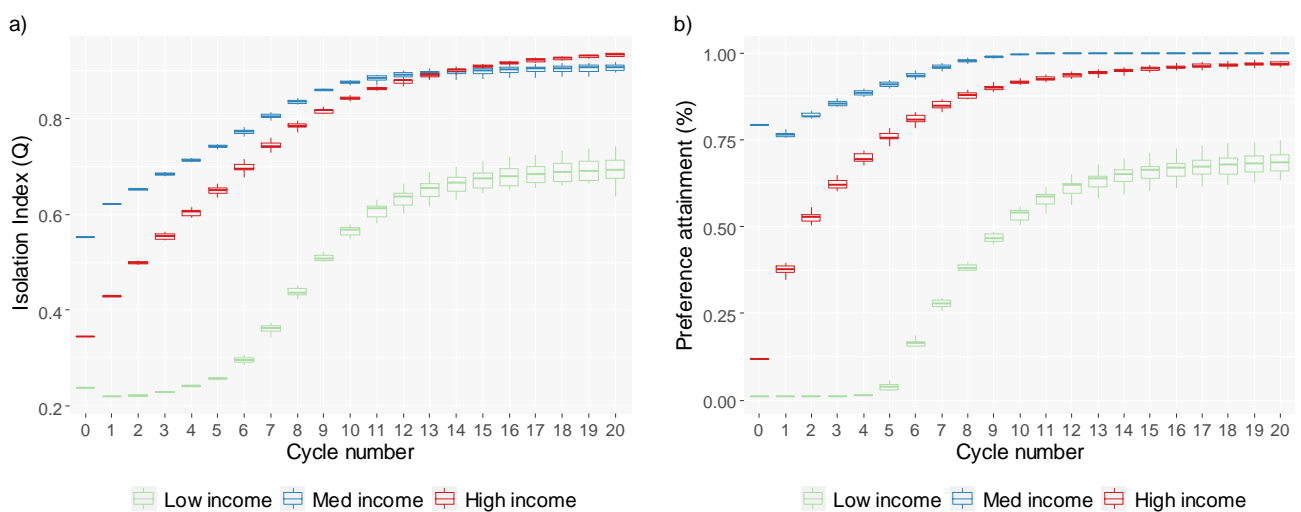 a)
Isolation Index (Q)
0.8
0.6
0.4
0.2
0 1 2 3 4 5 6 7 8 9 10 11 12 13 14 15 16 17 18 19 20
Cycle number
Low income Med income High income
b)
Preference attainment (%)
1.00
0.75
0.50
0.25
0.00
0 1 2 3 4 5 6 7 8 9 10 11 12 13 14 15 16 17 18 19 20
Cycle number
Low income Med income High income